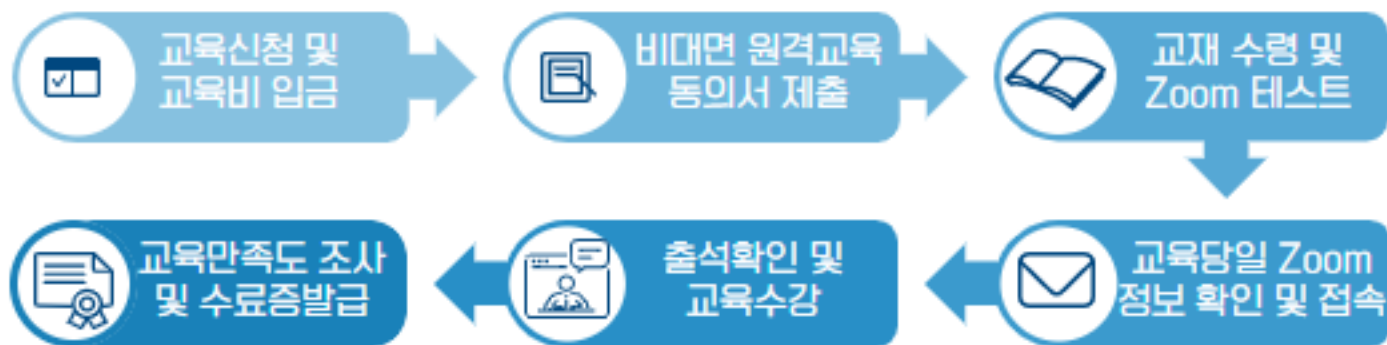 교육신청 및
교육비 입금
비대면 원격교육
동의서 제출
교재 수령 및
Zoom 테스트
교육당일 Zoom
정보 확인 및 접속
출석확인 및
교육수강
교육만족도 조사
및 수료증발급